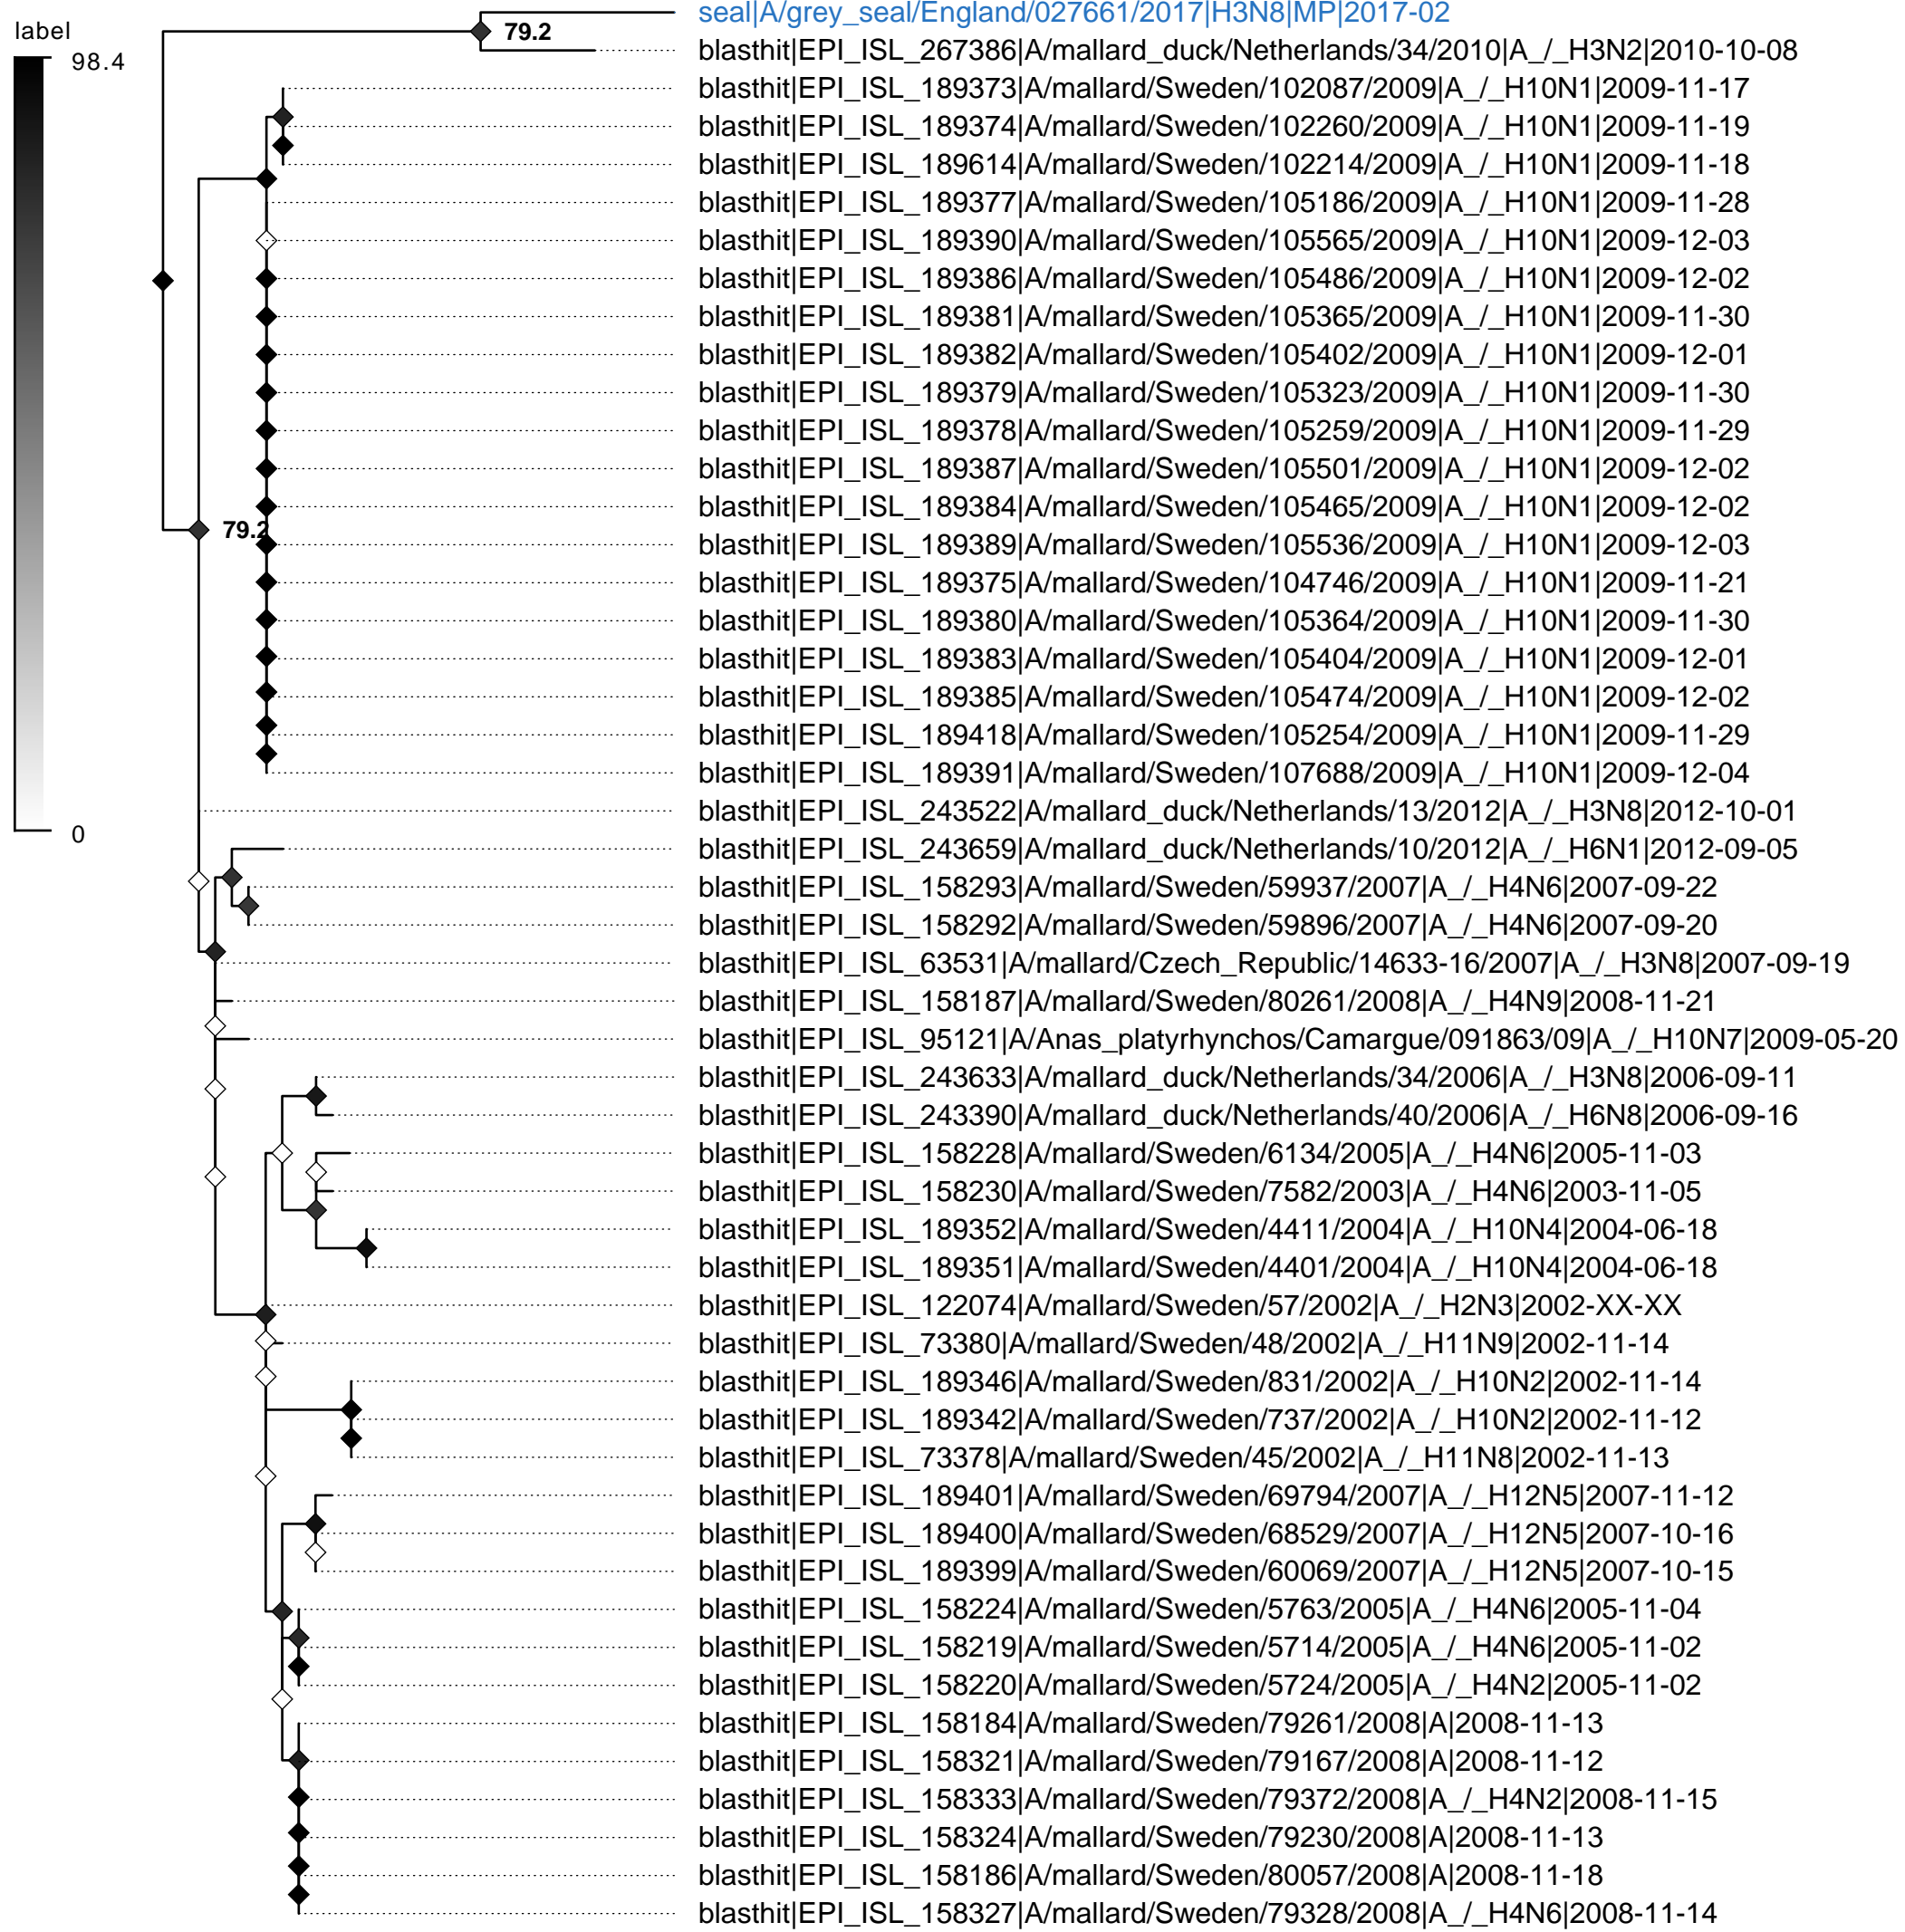 seal|A/grey_seal/England/027661/2017|H3N8|MP|2017-02
label
79.2
98.4
blasthit|EPI_ISL_267386|A/mallard_duck/Netherlands/34/2010|A_/_H3N2|2010-10-08
blasthit|EPI_ISL_189373|A/mallard/Sweden/102087/2009|A_/_H10N1|2009-11-17
blasthit|EPI_ISL_189374|A/mallard/Sweden/102260/2009|A_/_H10N1|2009-11-19
blasthit|EPI_ISL_189614|A/mallard/Sweden/102214/2009|A_/_H10N1|2009-11-18
blasthit|EPI_ISL_189377|A/mallard/Sweden/105186/2009|A_/_H10N1|2009-11-28
blasthit|EPI_ISL_189390|A/mallard/Sweden/105565/2009|A_/_H10N1|2009-12-03
blasthit|EPI_ISL_189386|A/mallard/Sweden/105486/2009|A_/_H10N1|2009-12-02
blasthit|EPI_ISL_189381|A/mallard/Sweden/105365/2009|A_/_H10N1|2009-11-30
blasthit|EPI_ISL_189382|A/mallard/Sweden/105402/2009|A_/_H10N1|2009-12-01
blasthit|EPI_ISL_189379|A/mallard/Sweden/105323/2009|A_/_H10N1|2009-11-30
blasthit|EPI_ISL_189378|A/mallard/Sweden/105259/2009|A_/_H10N1|2009-11-29
blasthit|EPI_ISL_189387|A/mallard/Sweden/105501/2009|A_/_H10N1|2009-12-02
blasthit|EPI_ISL_189384|A/mallard/Sweden/105465/2009|A_/_H10N1|2009-12-02
79.2
blasthit|EPI_ISL_189389|A/mallard/Sweden/105536/2009|A_/_H10N1|2009-12-03
blasthit|EPI_ISL_189375|A/mallard/Sweden/104746/2009|A_/_H10N1|2009-11-21
blasthit|EPI_ISL_189380|A/mallard/Sweden/105364/2009|A_/_H10N1|2009-11-30
blasthit|EPI_ISL_189383|A/mallard/Sweden/105404/2009|A_/_H10N1|2009-12-01
blasthit|EPI_ISL_189385|A/mallard/Sweden/105474/2009|A_/_H10N1|2009-12-02
blasthit|EPI_ISL_189418|A/mallard/Sweden/105254/2009|A_/_H10N1|2009-11-29
blasthit|EPI_ISL_189391|A/mallard/Sweden/107688/2009|A_/_H10N1|2009-12-04
blasthit|EPI_ISL_243522|A/mallard_duck/Netherlands/13/2012|A_/_H3N8|2012-10-01
0
blasthit|EPI_ISL_243659|A/mallard_duck/Netherlands/10/2012|A_/_H6N1|2012-09-05
blasthit|EPI_ISL_158293|A/mallard/Sweden/59937/2007|A_/_H4N6|2007-09-22
blasthit|EPI_ISL_158292|A/mallard/Sweden/59896/2007|A_/_H4N6|2007-09-20
blasthit|EPI_ISL_63531|A/mallard/Czech_Republic/14633-16/2007|A_/_H3N8|2007-09-19
blasthit|EPI_ISL_158187|A/mallard/Sweden/80261/2008|A_/_H4N9|2008-11-21
blasthit|EPI_ISL_95121|A/Anas_platyrhynchos/Camargue/091863/09|A_/_H10N7|2009-05-20
blasthit|EPI_ISL_243633|A/mallard_duck/Netherlands/34/2006|A_/_H3N8|2006-09-11
blasthit|EPI_ISL_243390|A/mallard_duck/Netherlands/40/2006|A_/_H6N8|2006-09-16
blasthit|EPI_ISL_158228|A/mallard/Sweden/6134/2005|A_/_H4N6|2005-11-03
blasthit|EPI_ISL_158230|A/mallard/Sweden/7582/2003|A_/_H4N6|2003-11-05
blasthit|EPI_ISL_189352|A/mallard/Sweden/4411/2004|A_/_H10N4|2004-06-18
blasthit|EPI_ISL_189351|A/mallard/Sweden/4401/2004|A_/_H10N4|2004-06-18
blasthit|EPI_ISL_122074|A/mallard/Sweden/57/2002|A_/_H2N3|2002-XX-XX
blasthit|EPI_ISL_73380|A/mallard/Sweden/48/2002|A_/_H11N9|2002-11-14
blasthit|EPI_ISL_189346|A/mallard/Sweden/831/2002|A_/_H10N2|2002-11-14
blasthit|EPI_ISL_189342|A/mallard/Sweden/737/2002|A_/_H10N2|2002-11-12
blasthit|EPI_ISL_73378|A/mallard/Sweden/45/2002|A_/_H11N8|2002-11-13
blasthit|EPI_ISL_189401|A/mallard/Sweden/69794/2007|A_/_H12N5|2007-11-12
blasthit|EPI_ISL_189400|A/mallard/Sweden/68529/2007|A_/_H12N5|2007-10-16
blasthit|EPI_ISL_189399|A/mallard/Sweden/60069/2007|A_/_H12N5|2007-10-15
blasthit|EPI_ISL_158224|A/mallard/Sweden/5763/2005|A_/_H4N6|2005-11-04
blasthit|EPI_ISL_158219|A/mallard/Sweden/5714/2005|A_/_H4N6|2005-11-02
blasthit|EPI_ISL_158220|A/mallard/Sweden/5724/2005|A_/_H4N2|2005-11-02
blasthit|EPI_ISL_158184|A/mallard/Sweden/79261/2008|A|2008-11-13
blasthit|EPI_ISL_158321|A/mallard/Sweden/79167/2008|A|2008-11-12
blasthit|EPI_ISL_158333|A/mallard/Sweden/79372/2008|A_/_H4N2|2008-11-15
blasthit|EPI_ISL_158324|A/mallard/Sweden/79230/2008|A|2008-11-13
blasthit|EPI_ISL_158186|A/mallard/Sweden/80057/2008|A|2008-11-18
blasthit|EPI_ISL_158327|A/mallard/Sweden/79328/2008|A_/_H4N6|2008-11-14